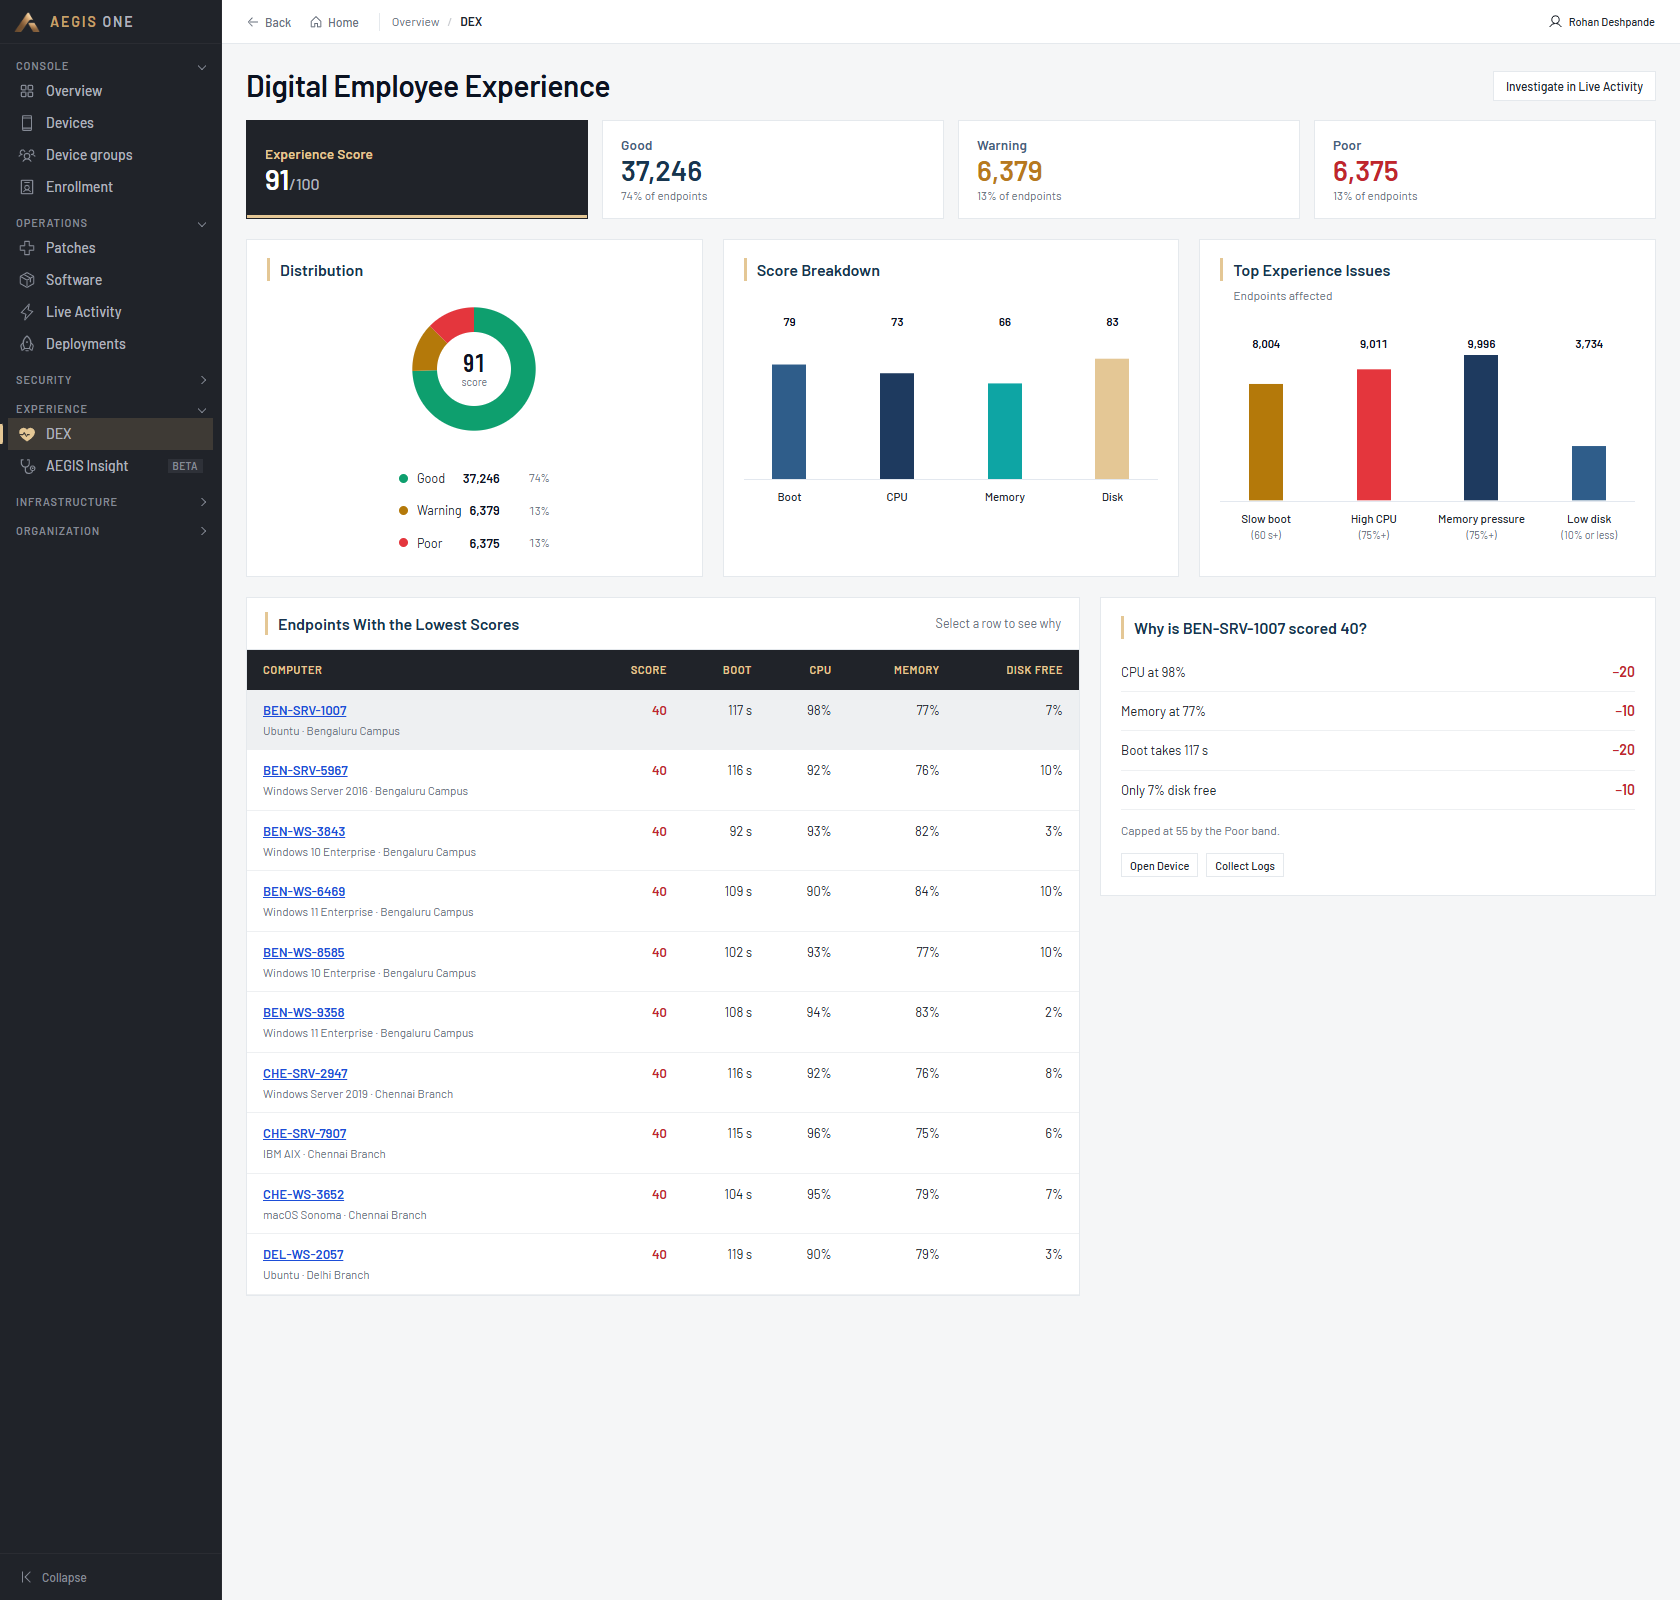 AEGIS ONE
CONSOLE
Overview
Devices
Device groups
Enrollment
OPERATIONS
Patches
Software
Live Activity
Deployments
SECURITY
EXPERIENCE
DEX
AEGIS Insight BETA
INFRASTRUCTURE
ORGANIZATION
Collapse
Back Home Overview / DEX
Rohan Deshpande
Digital Employee Experience
Investigate in Live Activity
Experience Score
91/100
Good
37,246
74% of endpoints
Warning
6,379
13% of endpoints
Poor
6,375
13% of endpoints
Distribution
91
score
Good 37,246 74%
Warning 6,379 13%
Poor 6,375 13%
Score Breakdown
79 73 66 83
Boot CPU Memory Disk
Top Experience Issues
Endpoints affected
8,004 9,011 9,996 3,734
Slow boot High CPU Memory pressure Low disk
(60 s+) (75%+) (75%+) (10% or less)
Endpoints With the Lowest Scores
Select a row to see why
COMPUTER SCORE BOOT CPU MEMORY DISK FREE
BEN-SRV-1007 40 117 s 98% 77% 7%
Ubuntu · Bengaluru Campus
BEN-SRV-5967 40 116 s 92% 76% 10%
Windows Server 2016 · Bengaluru Campus
BEN-WS-3843 40 92 s 93% 82% 3%
Windows 10 Enterprise · Bengaluru Campus
BEN-WS-6469 40 109 s 90% 84% 10%
Windows 11 Enterprise · Bengaluru Campus
BEN-WS-8585 40 102 s 93% 77% 10%
Windows 10 Enterprise · Bengaluru Campus
BEN-WS-9358 40 108 s 94% 83% 2%
Windows 11 Enterprise · Bengaluru Campus
CHE-SRV-2947 40 116 s 92% 76% 8%
Windows Server 2019 · Chennai Branch
CHE-SRV-7907 40 115 s 96% 75% 6%
IBM AIX · Chennai Branch
CHE-WS-3652 40 104 s 95% 79% 7%
macOS Sonoma · Chennai Branch
DEL-WS-2057 40 119 s 90% 79% 3%
Ubuntu · Delhi Branch
Why is BEN-SRV-1007 scored 40?
CPU at 98% −20
Memory at 77% −10
Boot takes 117 s −20
Only 7% disk free −10
Capped at 55 by the Poor band.
Open Device Collect Logs